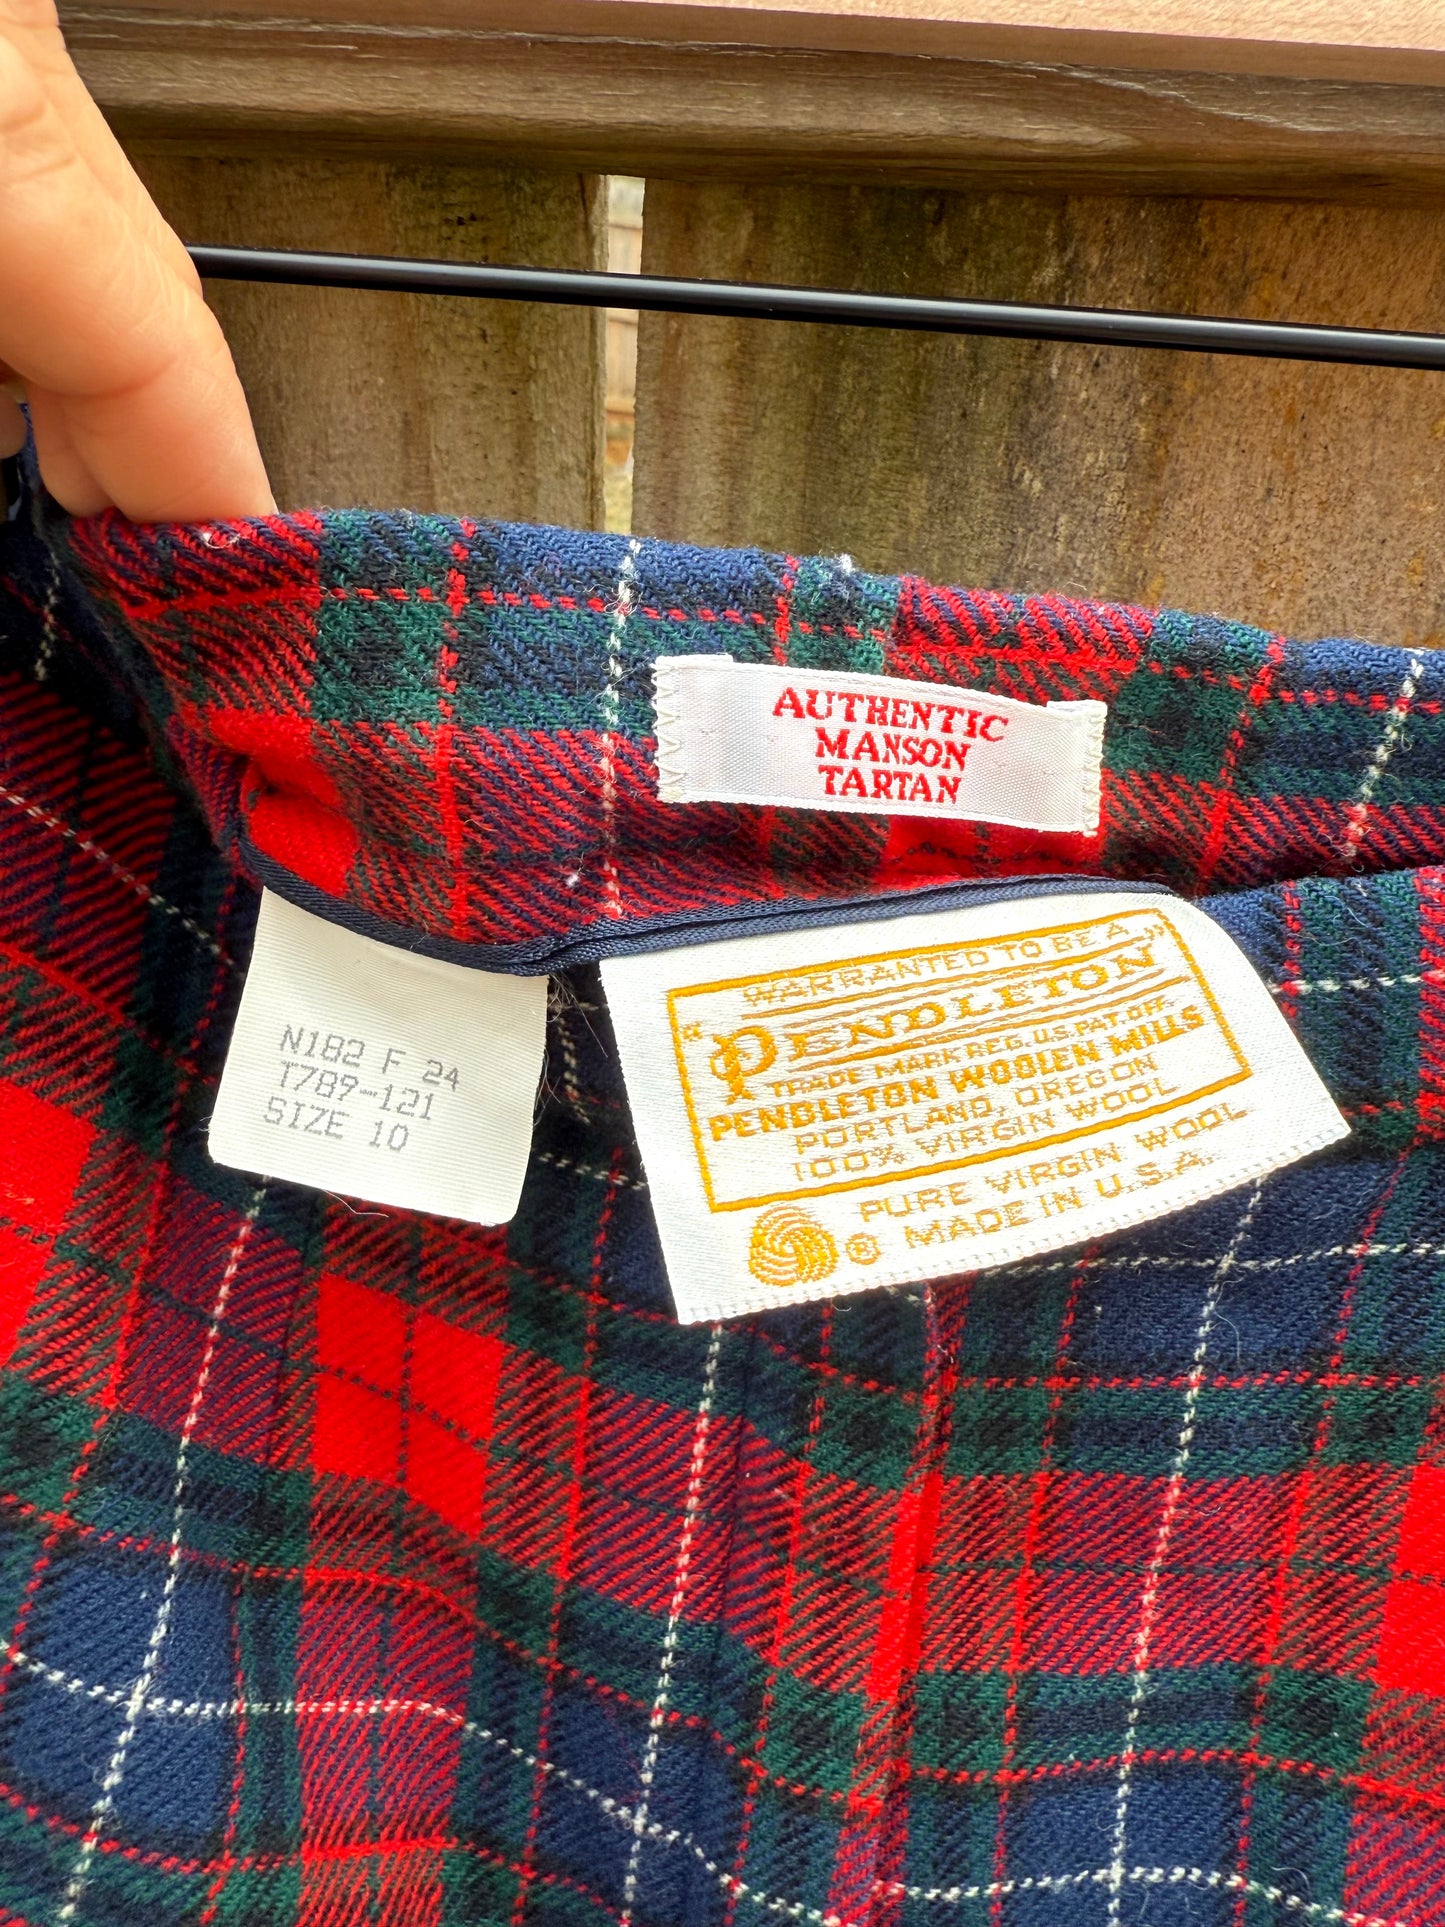 AUTHENTIC
MANSON
TARTAN
N182 F 24
T789-121
SIZE 10
WARRANTED TO BE A
"PENDLETON"
TRADE MARK REG. U.S. PAT. OFF.
PENDLETON WOOLEN MILLS
PORTLAND, OREGON
100% VIRGIN WOOL
PURE VIRGIN WOOL
® MADE IN U.S.A.